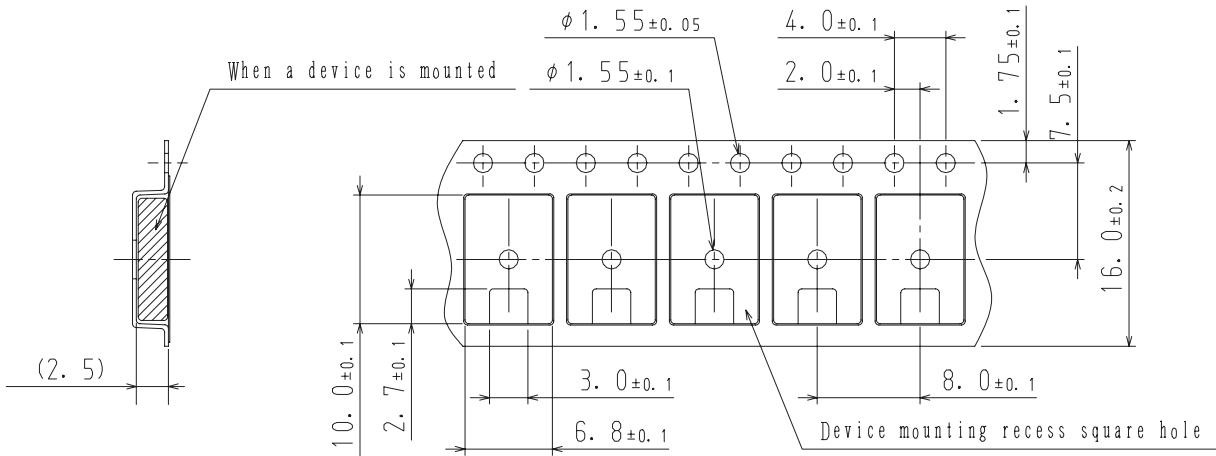 φ1.55±0.05
4.0±0.1
When a device is mounted
φ1.55±0.1
2.0±0.1
1.75±0.1
7.5±0.1
16.0±0.2
(2.5)
10.0±0.1
2.7±0.1
3.0±0.1
8.0±0.1
6.8±0.1
Device mounting recess square hole